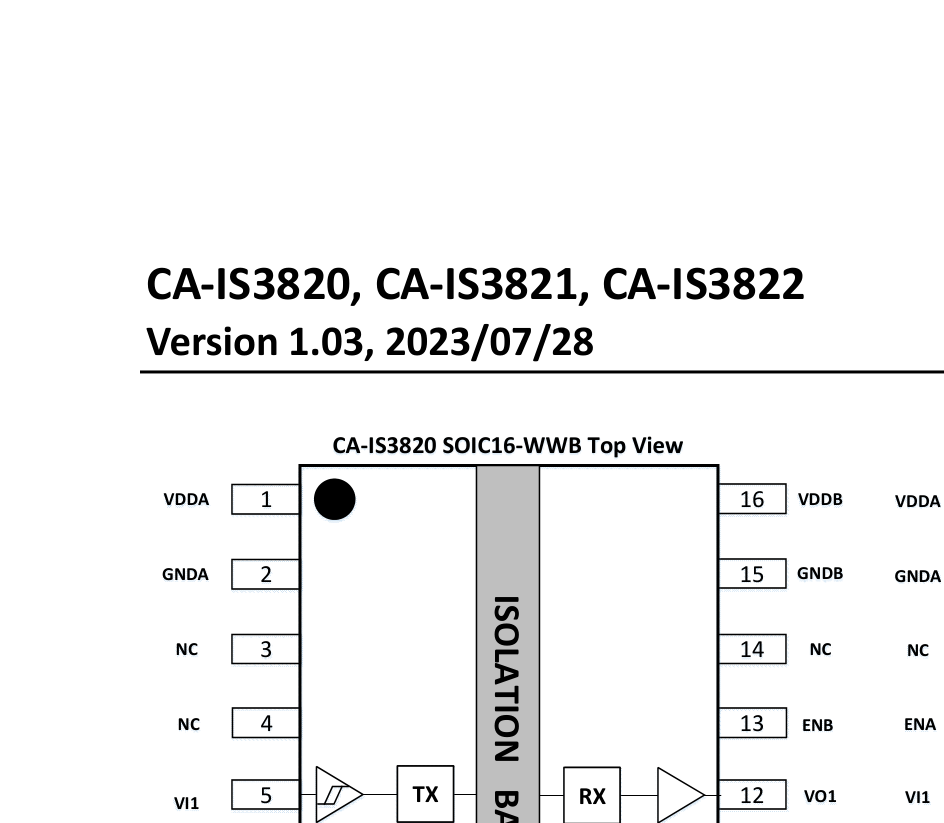 CA-IS3820, CA-IS3821, CA-IS3822
Version 1.03, 2023/07/28
CA-IS3820 SOIC16-WWB Top View
VDDA 1 16 VDDB VDDA
GNDA 2 15 GNDB GNDA
NC 3 14 NC NC
NC 4 13 ENB ENA
VI1 5 TX RX 12 VO1 VI1
ISOLATION BA